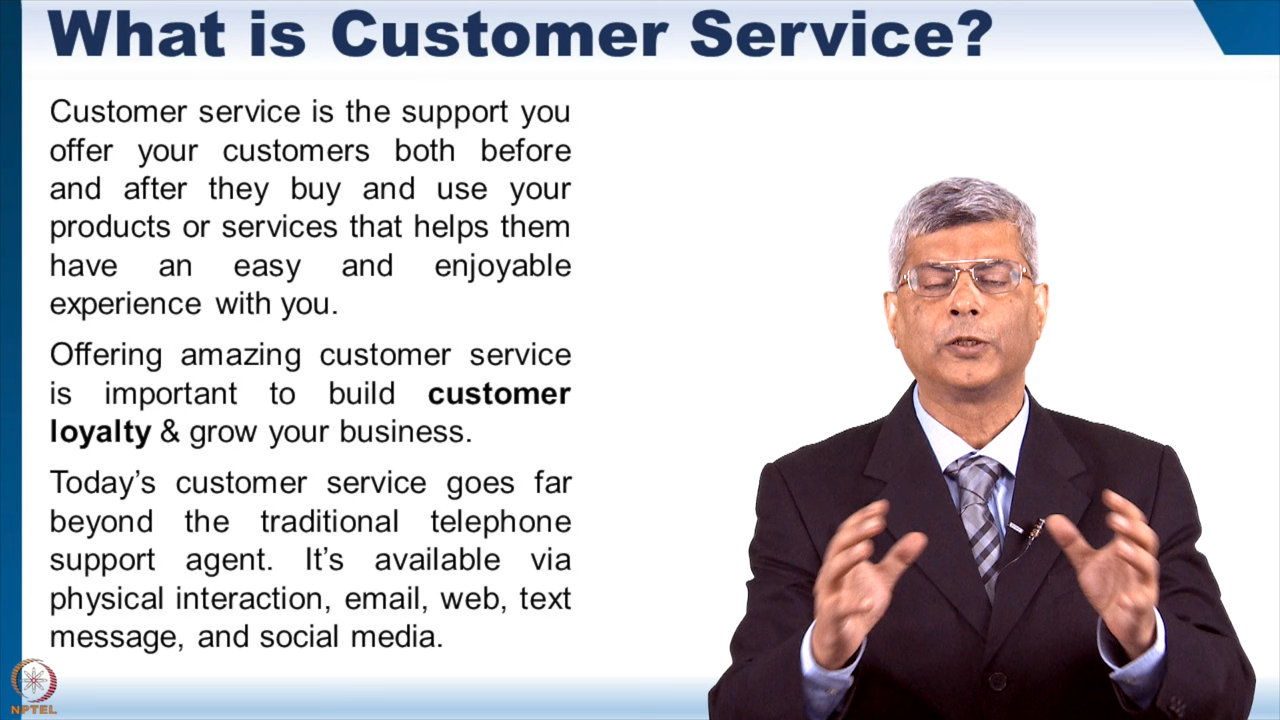 What is Customer Service?
Customer service is the support you
offer your customers both before
and after they buy and use your
products or services that helps them
have an easy and enjoyable
experience with you.
Offering amazing customer service
is important to build customer
loyalty & grow your business.
Today's customer service goes far
beyond the traditional telephone
support agent. It's available via
physical interaction, email, web, text
message, and social media.
NPTEL